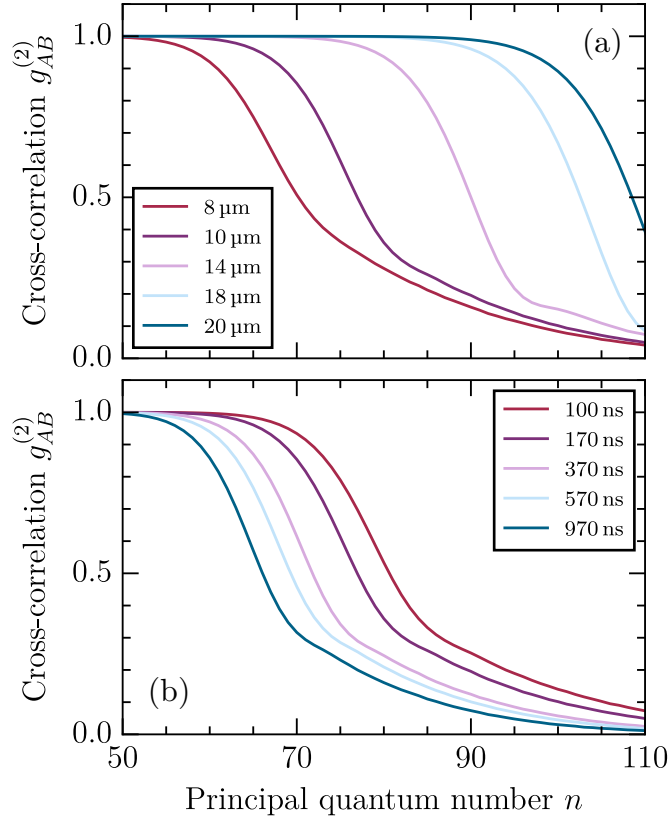 1.0
0.5
0.0
Cross-correlation $g_{AB}^{(2)}$
(a)
8 µm
10 µm
14 µm
18 µm
20 µm
1.0
0.5
0.0
Cross-correlation $g_{AB}^{(2)}$
100 ns
170 ns
370 ns
570 ns
970 ns
(b)
50 70 90 110
Principal quantum number n